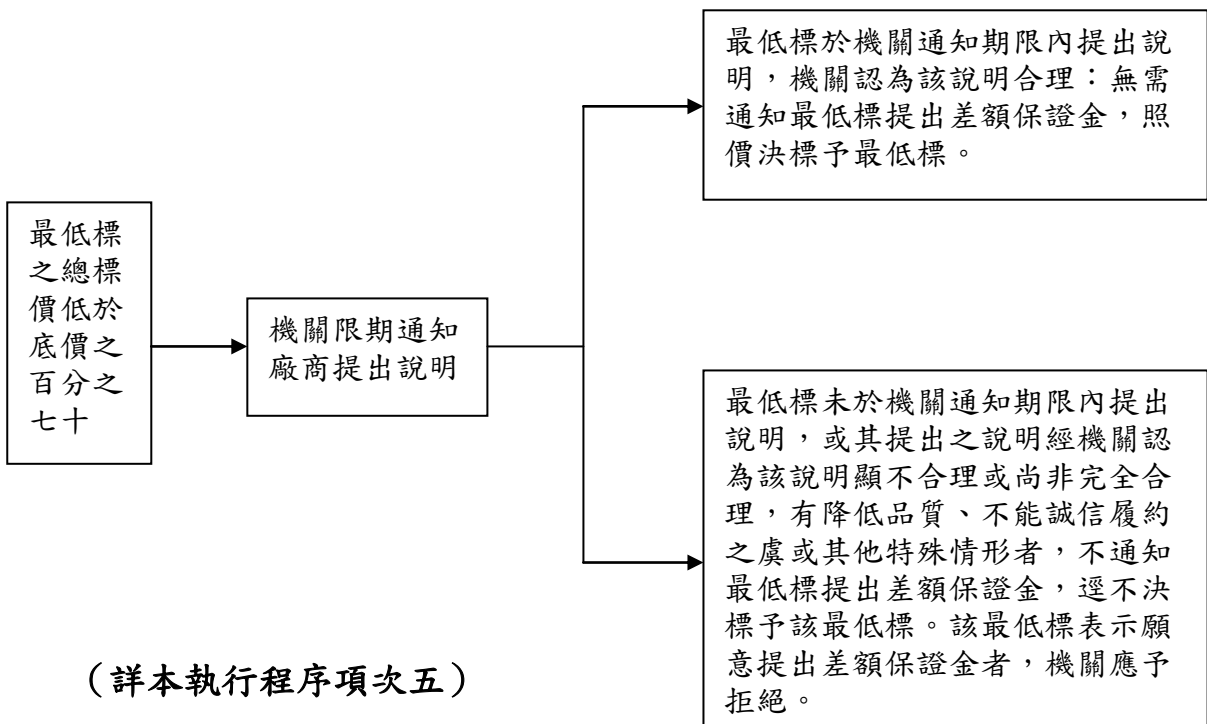 最低標
之總標
價低於
底價之
百分之
七十
機關限期通知
廠商提出說明
最低標於機關通知期限內提出說
明，機關認為該說明合理：無需
通知最低標提出差額保證金，照
價決標予最低標。
最低標未於機關通知期限內提出
說明，或其提出之說明經機關認
為該說明顯不合理或尚非完全合
理，有降低品質、不能誠信履約
之虞或其他特殊情形者，不通知
最低標提出差額保證金，逕不決
標予該最低標。該最低標表示願
意提出差額保證金者，機關應予
拒絕。
（詳本執行程序項次五）